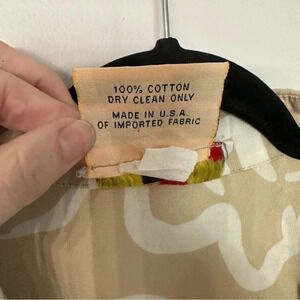 100% COTTON
DRY CLEAN ONLY
MADE IN U.S.A.
OF IMPORTED FABRIC